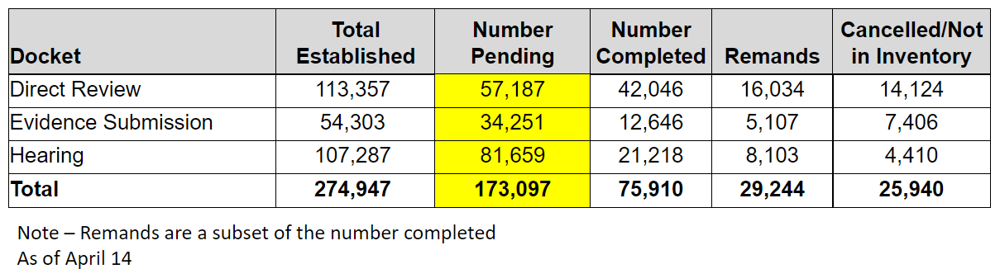 Docket Total Established Number Pending Number Completed Remands Cancelled/Not in Inventory
Direct Review 113,357 57,187 42,046 16,034 14,124
Evidence Submission 54,303 34,251 12,646 5,107 7,406
Hearing 107,287 81,659 21,218 8,103 4,410
Total 274,947 173,097 75,910 29,244 25,940
Note – Remands are a subset of the number completed
As of April 14